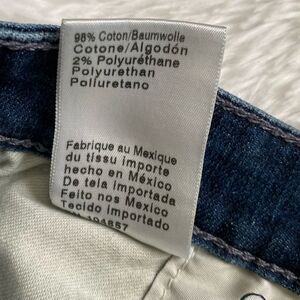 98% Coton/Baumwolle
Cotone/Algodón
2% Polyuréthane
Polyurethan
Poliuretano
Fabrique au Mexique
du tissu importe
hecho en México
De tela importada
Feito nos Mexico
Tecido importado